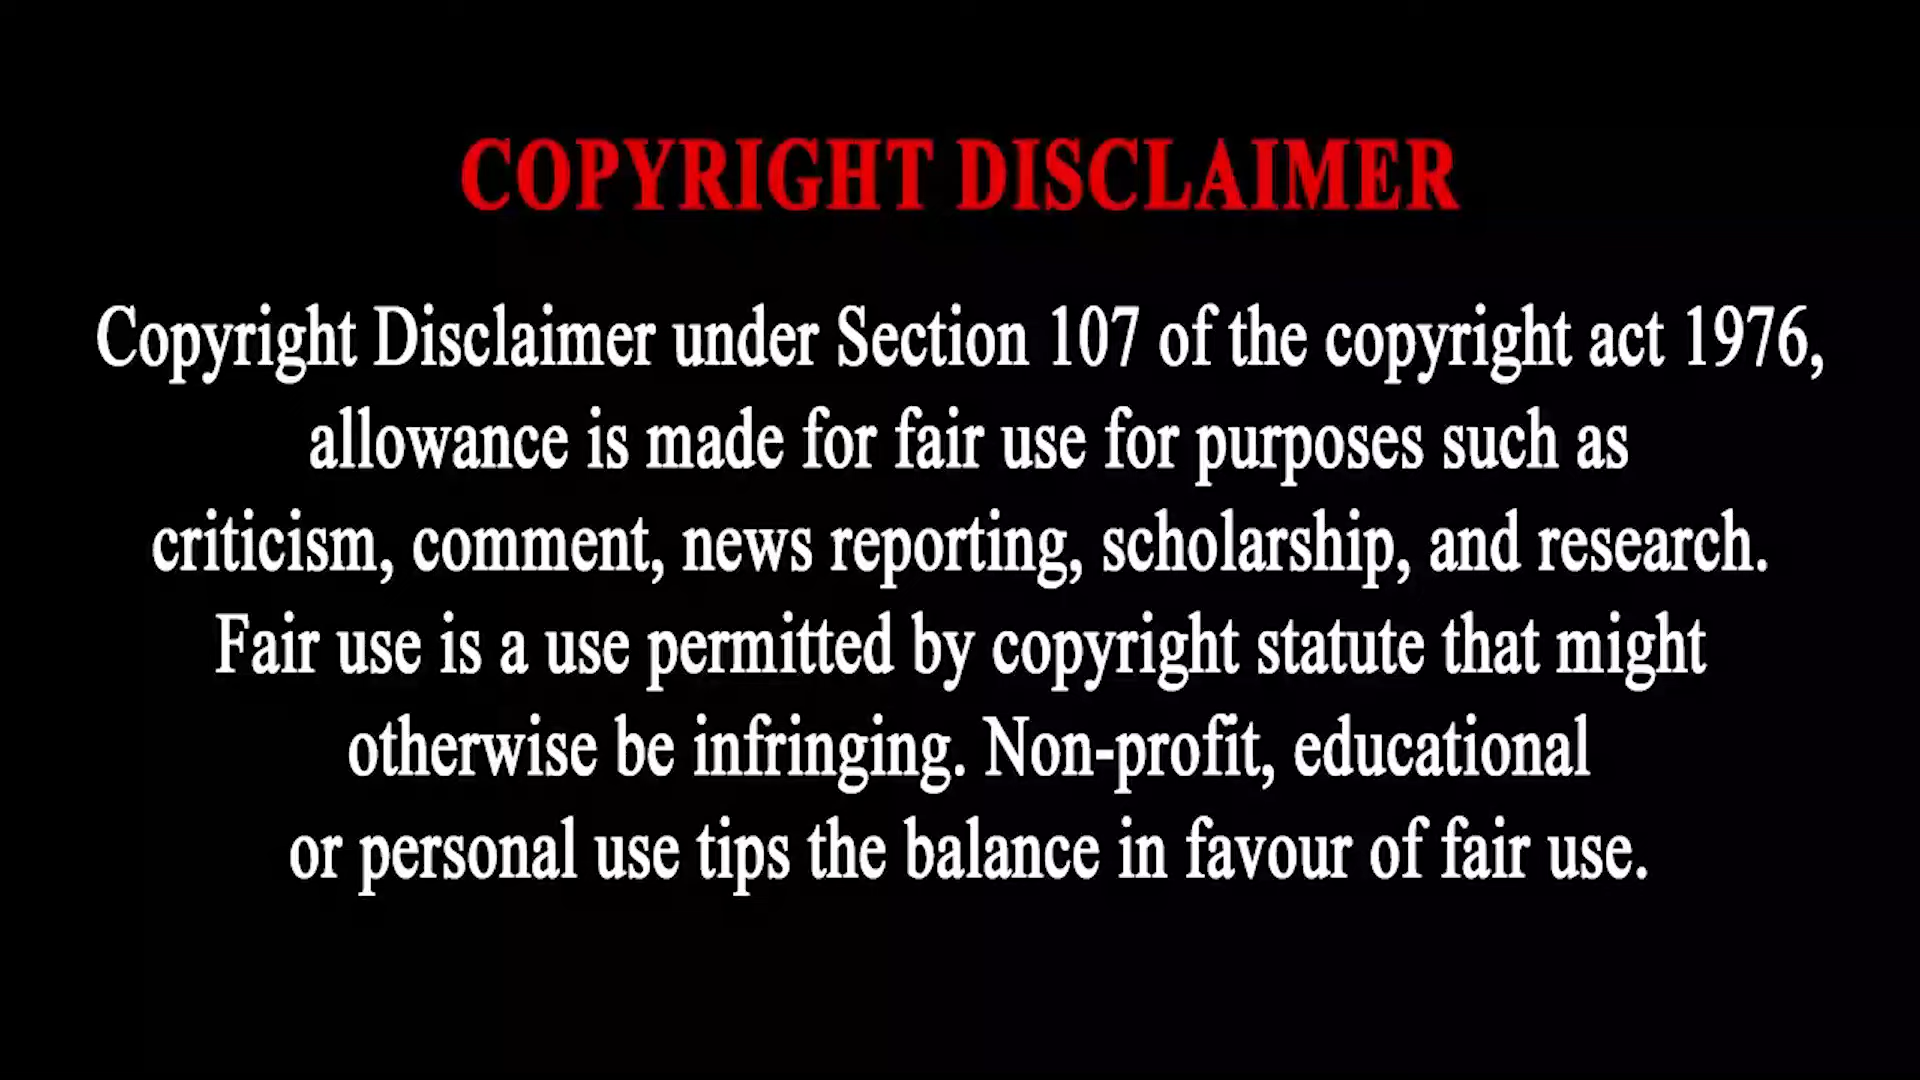 COPYRIGHT DISCLAIMER
Copyright Disclaimer under Section 107 of the copyright act 1976,
allowance is made for fair use for purposes such as
criticism, comment, news reporting, scholarship, and research.
Fair use is a use permitted by copyright statute that might
otherwise be infringing. Non-profit, educational
or personal use tips the balance in favour of fair use.